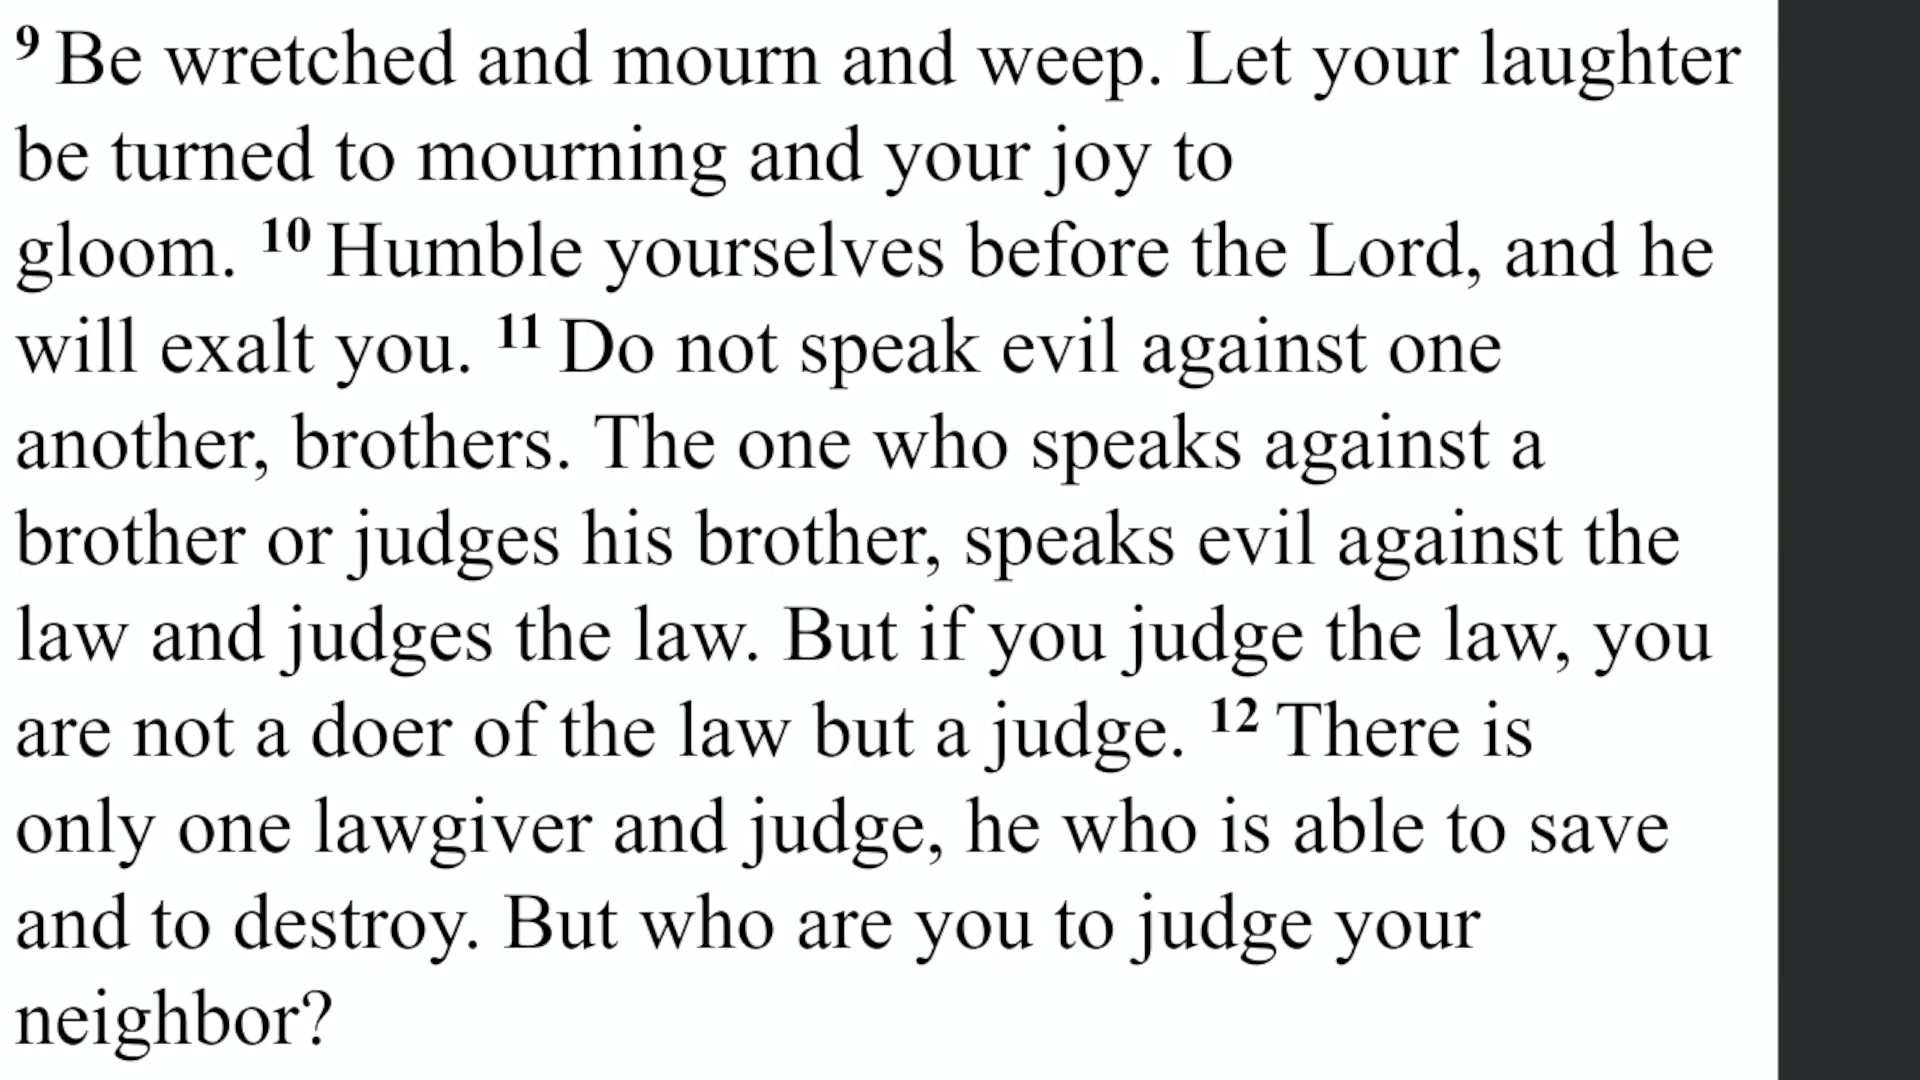 9 Be wretched and mourn and weep. Let your laughter
be turned to mourning and your joy to
gloom. 10 Humble yourselves before the Lord, and he
will exalt you. 11 Do not speak evil against one
another, brothers. The one who speaks against a
brother or judges his brother, speaks evil against the
law and judges the law. But if you judge the law, you
are not a doer of the law but a judge. 12 There is
only one lawgiver and judge, he who is able to save
and to destroy. But who are you to judge your
neighbor?